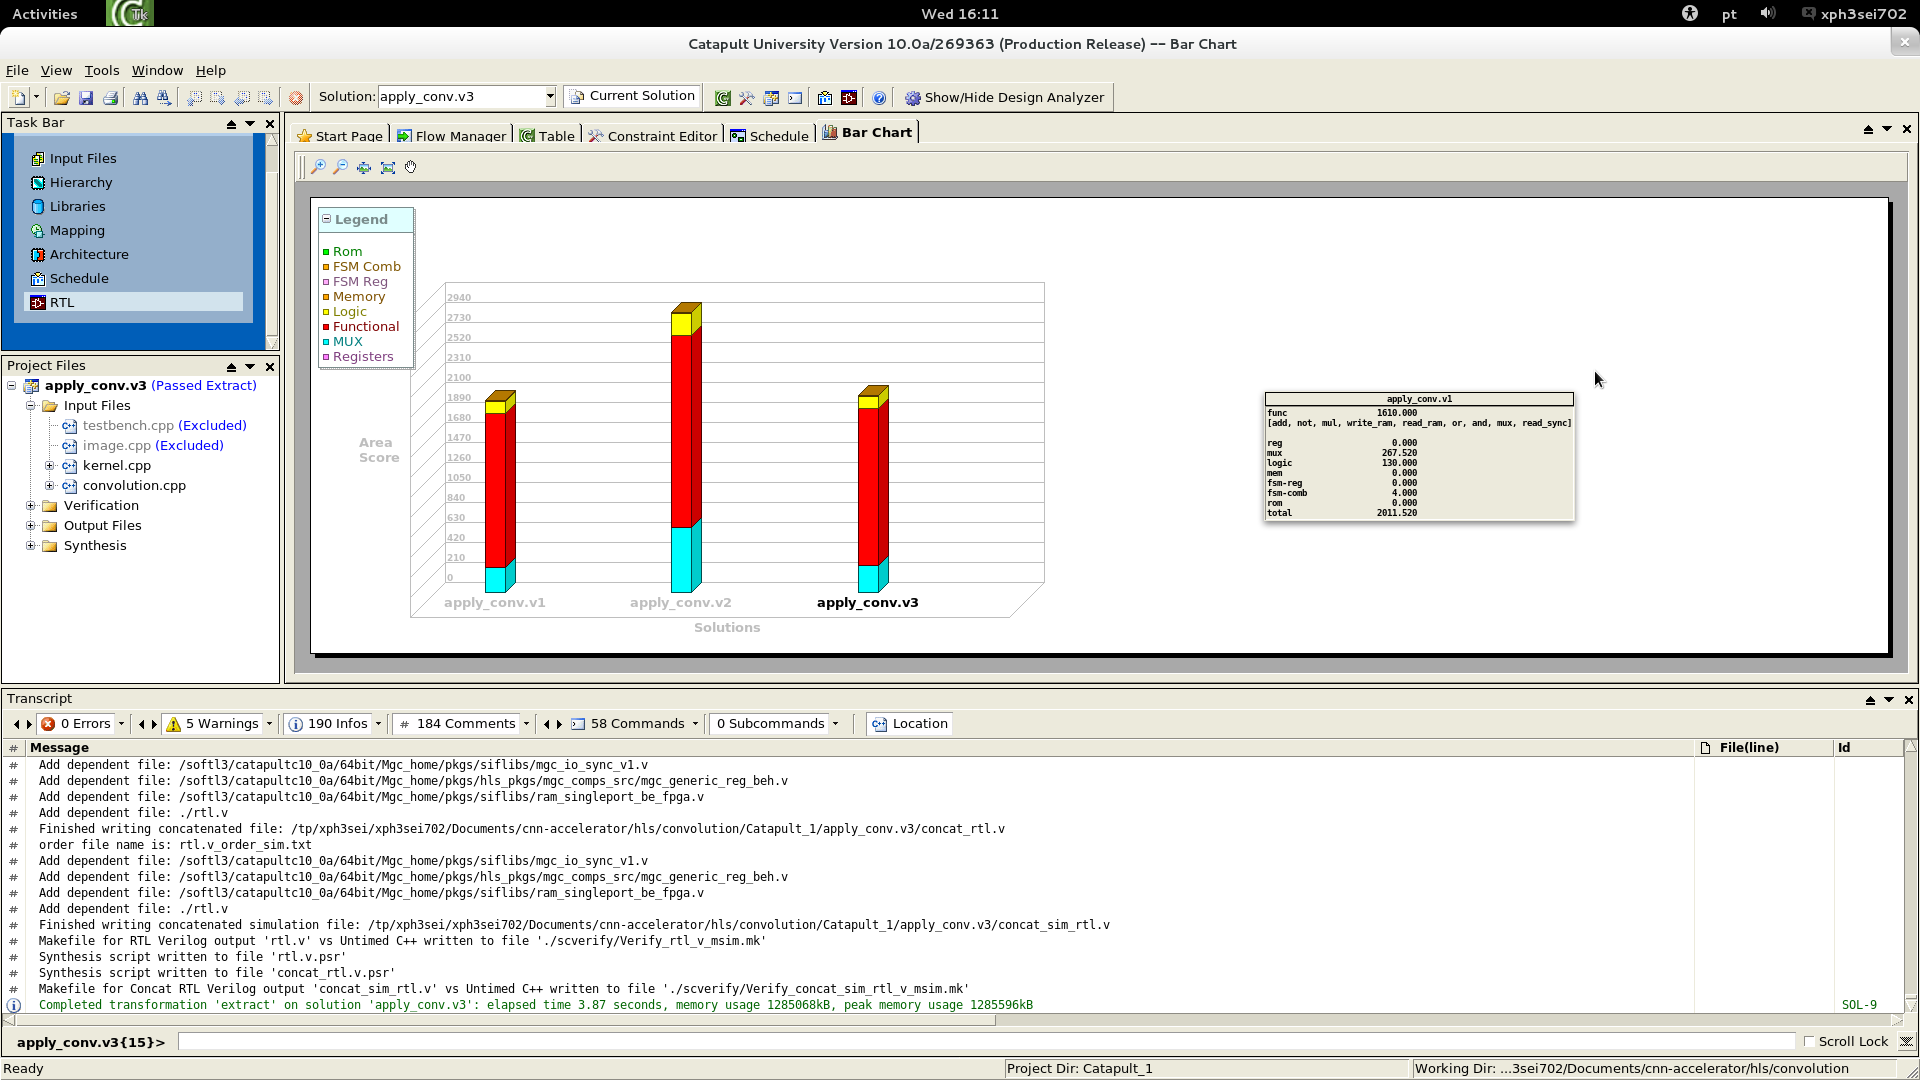 Activities
Tk
Wed 16:11
pt
xph3sei702
Catapult University Version 10.0a/269363 (Production Release) -- Bar Chart
File View Tools Window Help
Solution: apply_conv.v3 Current Solution Show/Hide Design Analyzer
Task Bar
Input Files
Hierarchy
Libraries
Mapping
Architecture
Schedule
RTL
Project Files
apply_conv.v3 (Passed Extract)
Input Files
testbench.cpp (Excluded)
image.cpp (Excluded)
kernel.cpp
convolution.cpp
Verification
Output Files
Synthesis
Start Page Flow Manager Table Constraint Editor Schedule Bar Chart
Legend
Rom
FSM Comb
FSM Reg
Memory
Logic
Functional
MUX
Registers
2940
2730
2520
2310
2100
1890
1680
1470
1260
1050
840
630
420
210
0
Area
Score
apply_conv.v1 apply_conv.v2 apply_conv.v3
Solutions
apply_conv.v1
func 1610.000
[add, not, mul, write_ram, read_ram, or, and, mux, read_sync]
reg 0.000
mux 267.520
logic 130.000
mem 0.000
fsm-reg 0.000
fsm-comb 4.000
rom 0.000
total 2011.520
Transcript
0 Errors 5 Warnings 190 Infos # 184 Comments 58 Commands 0 Subcommands Location
# Message File(line) Id
# Add dependent file: /softl3/catapultc10_0a/64bit/Mgc_home/pkgs/siflibs/mgc_io_sync_v1.v
# Add dependent file: /softl3/catapultc10_0a/64bit/Mgc_home/pkgs/hls_pkgs/mgc_comps_src/mgc_generic_reg_beh.v
# Add dependent file: /softl3/catapultc10_0a/64bit/Mgc_home/pkgs/siflibs/ram_singleport_be_fpga.v
# Add dependent file: ./rtl.v
# Finished writing concatenated file: /tp/xph3sei/xph3sei702/Documents/cnn-accelerator/hls/convolution/Catapult_1/apply_conv.v3/concat_rtl.v
# order file name is: rtl.v_order_sim.txt
# Add dependent file: /softl3/catapultc10_0a/64bit/Mgc_home/pkgs/siflibs/mgc_io_sync_v1.v
# Add dependent file: /softl3/catapultc10_0a/64bit/Mgc_home/pkgs/hls_pkgs/mgc_comps_src/mgc_generic_reg_beh.v
# Add dependent file: /softl3/catapultc10_0a/64bit/Mgc_home/pkgs/siflibs/ram_singleport_be_fpga.v
# Add dependent file: ./rtl.v
# Finished writing concatenated simulation file: /tp/xph3sei/xph3sei702/Documents/cnn-accelerator/hls/convolution/Catapult_1/apply_conv.v3/concat_sim_rtl.v
# Makefile for RTL Verilog output 'rtl.v' vs Untimed C++ written to file './scverify/Verify_rtl_v_msim.mk'
# Synthesis script written to file 'rtl.v.psr'
# Synthesis script written to file 'concat_rtl.v.psr'
# Makefile for Concat RTL Verilog output 'concat_sim_rtl.v' vs Untimed C++ written to file './scverify/Verify_concat_sim_rtl_v_msim.mk'
Completed transformation 'extract' on solution 'apply_conv.v3': elapsed time 3.87 seconds, memory usage 1285068kB, peak memory usage 1285596kB SOL-9
apply_conv.v3{15}> Scroll Lock
Ready Project Dir: Catapult_1 Working Dir: ...3sei702/Documents/cnn-accelerator/hls/convolution